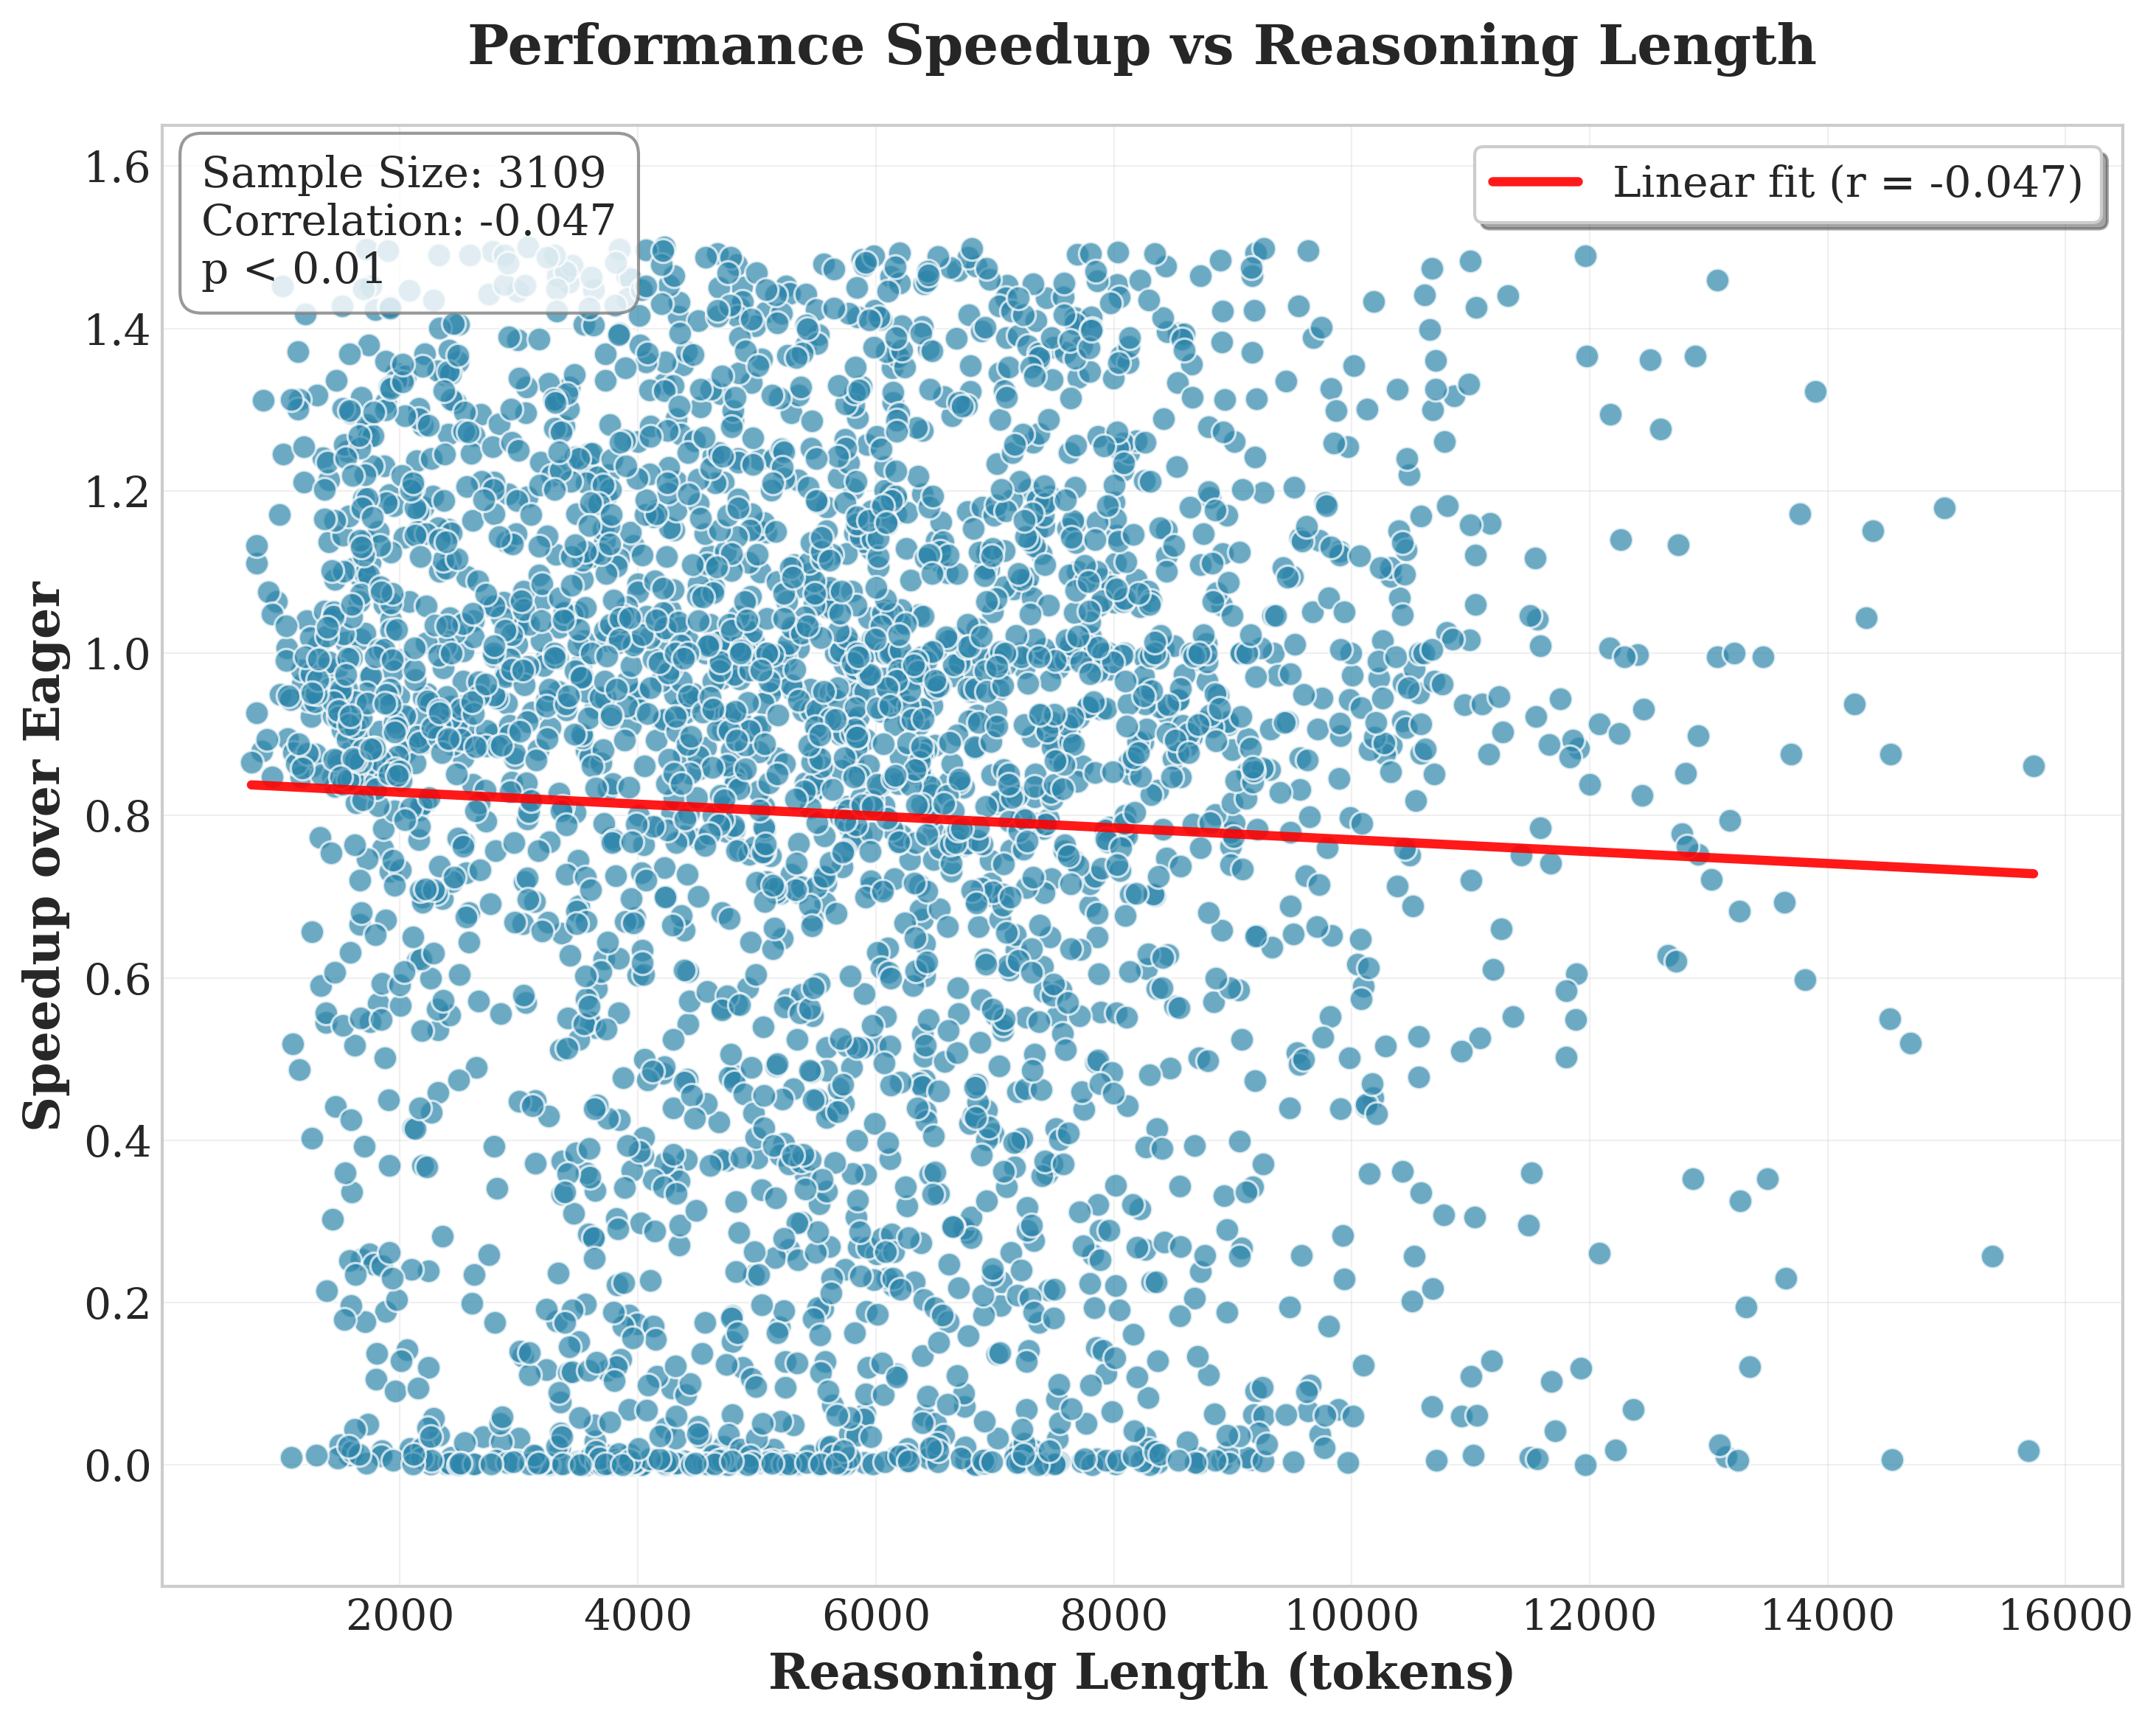 Performance Speedup vs Reasoning Length
Sample Size: 3109
Correlation: -0.047
p < 0.01
Linear fit (r = -0.047)
1.6
1.4
1.2
1.0
0.8
0.6
0.4
0.2
0.0
Speedup over Eager
2000 4000 6000 8000 10000 12000 14000 16000
Reasoning Length (tokens)